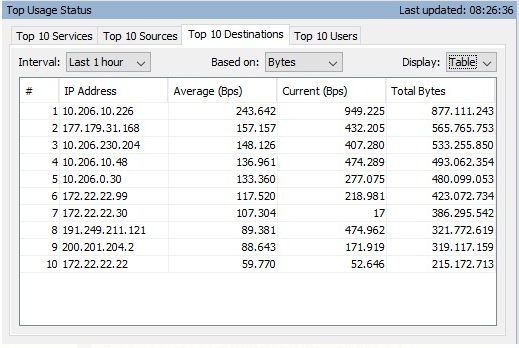 Top Usage Status Last updated: 08:26:36
Top 10 Services Top 10 Sources Top 10 Destinations Top 10 Users
Interval: Last 1 hour Based on: Bytes Display: Table
# IP Address Average (Bps) Current (Bps) Total Bytes
1 10.206.10.226 243.642 949.225 877.111.243
2 177.179.31.168 157.157 432.205 565.765.753
3 10.206.230.204 148.126 407.280 533.255.850
4 10.206.10.48 136.961 474.289 493.062.354
5 10.206.0.30 133.360 277.075 480.099.053
6 172.22.22.99 117.520 218.981 423.072.734
7 172.22.22.30 107.304 17 386.295.542
8 191.249.211.121 89.381 474.962 321.772.619
9 200.201.204.2 88.643 171.919 319.117.159
10 172.22.22.22 59.770 52.646 215.172.713